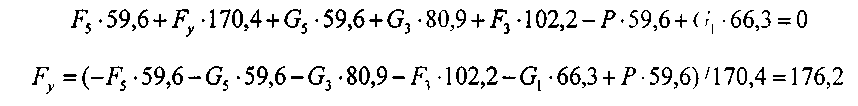 F₅·59,6+F_y·170,4+G₅·59,6+G₃·80,9+F₃·102,2−P·59,6+G₁·66,3=0
F_y=(−F₅·59,6−G₅·59,6−G₃·80,9−F₃·102,2−G₁·66,3+P·59,6)/170,4=176,2